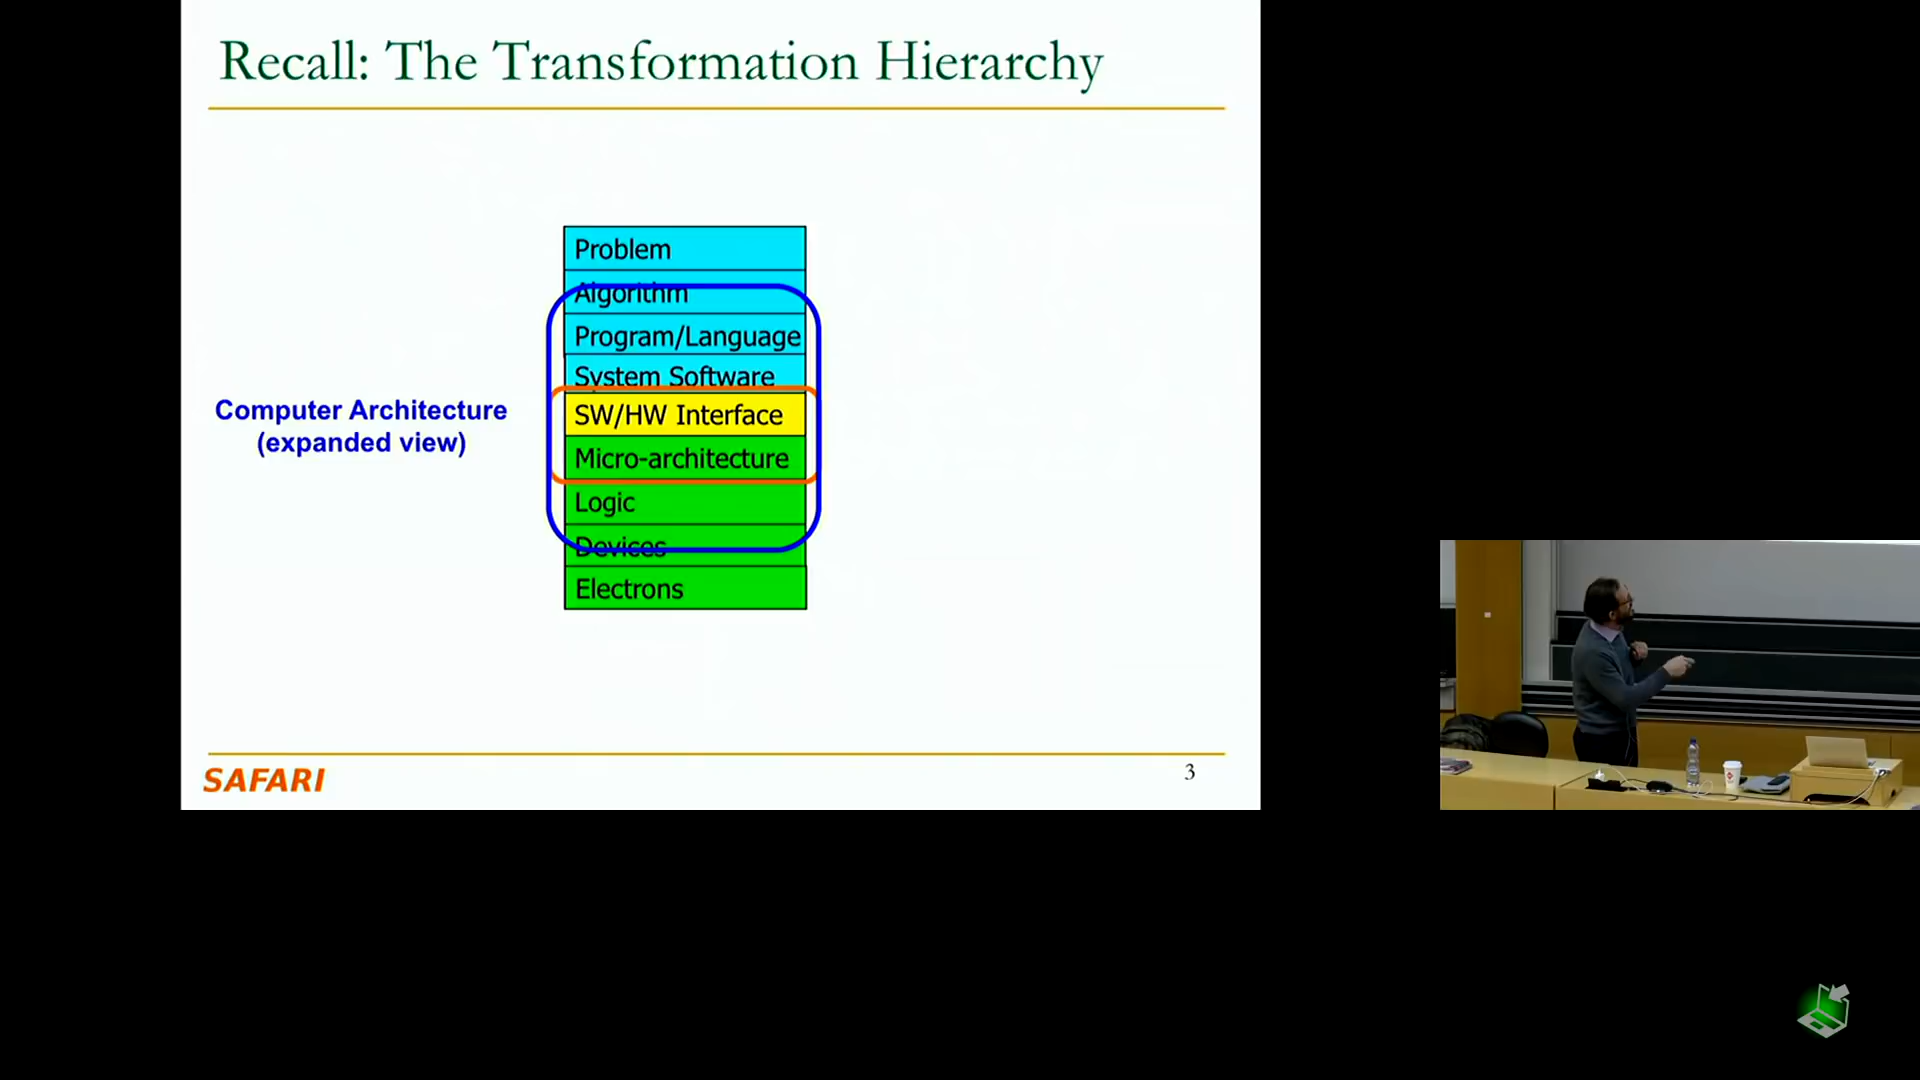 Recall: The Transformation Hierarchy
Problem
Algorithm
Program/Language
System Software
Computer Architecture
(expanded view)
SW/HW Interface
Micro-architecture
Logic
Devices
Electrons
SAFARI
3